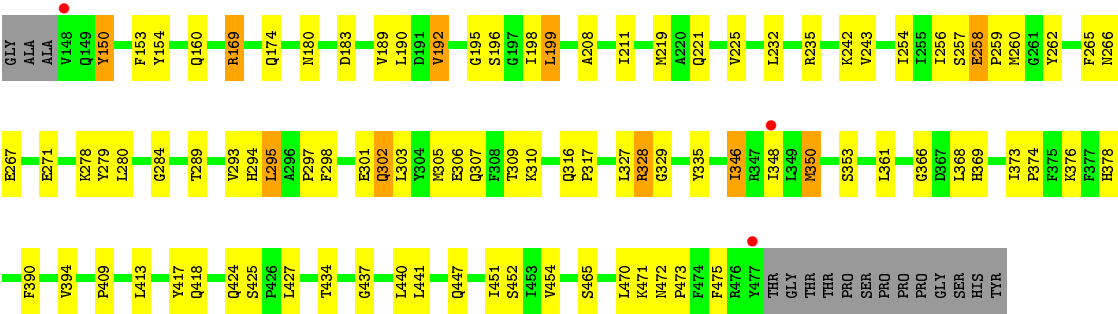 GLY ALA ALA V148 Q149 Y150 F153 Y154 Q160 R169 Q174 N180 D183 V189 L190 D191 V192 G195 S196 G197 I198 L199 A208 I211 M219 A220 Q221 V225 L232 R235 K242 V243 I254 I255 I256 S257 E258 P259 M260 G261 Y262 F265 N266
E267 E271 K278 Y279 L280 G284 T289 V293 H294 L295 A296 P297 F298 E301 Q302 L303 Y304 M305 E306 Q307 F308 T309 K310 Q316 P317 L327 R328 G329 Y335 I346 R347 I348 L349 M350 S353 L361 G366 D367 L368 H369 I373 P374 F375 K376 F377 H378
F390 V394 P409 L413 Y417 Q418 Q424 S425 P426 L427 T434 G437 L440 L441 Q447 I451 S452 I453 V454 S465 L470 K471 N472 P473 F474 F475 R476 Y477 THR GLY THR THR PRO SER PRO PRO PRO GLY SER HIS TYR